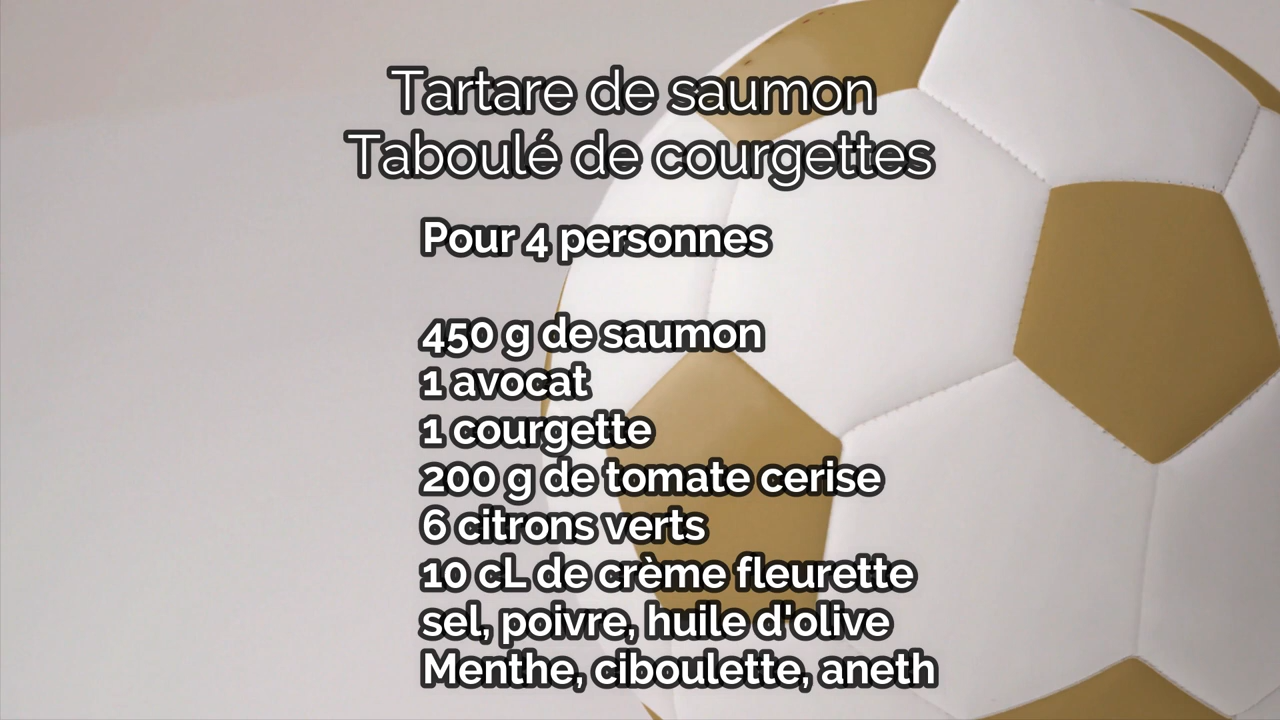 Tartare de saumon
Taboulé de courgettes
Pour 4 personnes
450 g de saumon
1 avocat
1 courgette
200 g de tomate cerise
6 citrons verts
10 cL de crème fleurette
sel, poivre, huile d'olive
Menthe, ciboulette, aneth